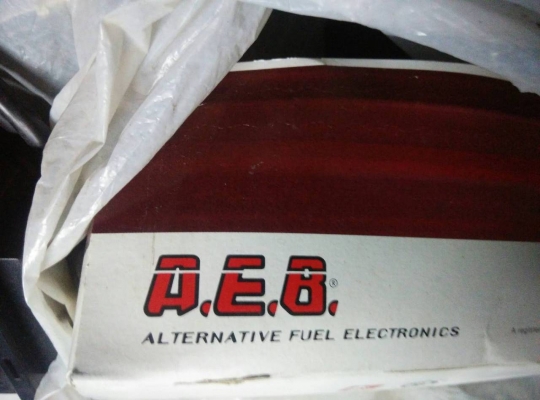 A.E.B.®
ALTERNATIVE FUEL ELECTRONICS